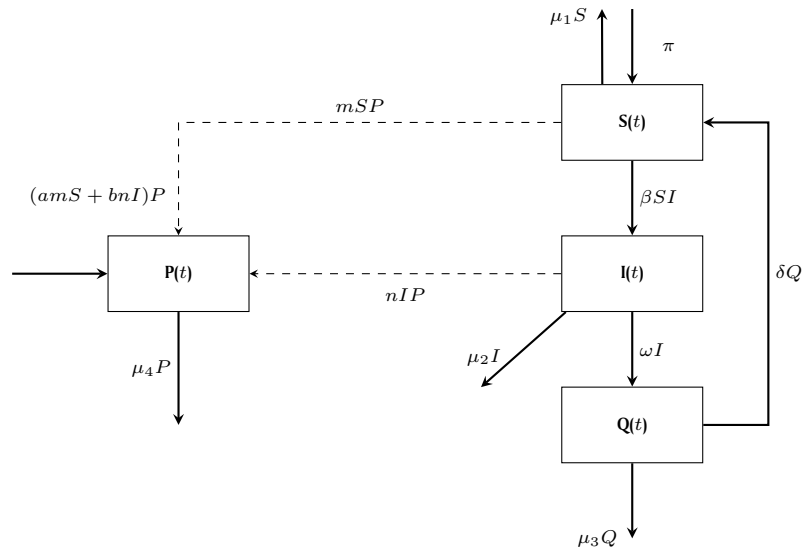 μ₁S
π
mSP
S(t)
(amS + bnI)P
βSI
P(t)
I(t)
δQ
nIP
μ₂I
ωI
μ₄P
Q(t)
μ₃Q